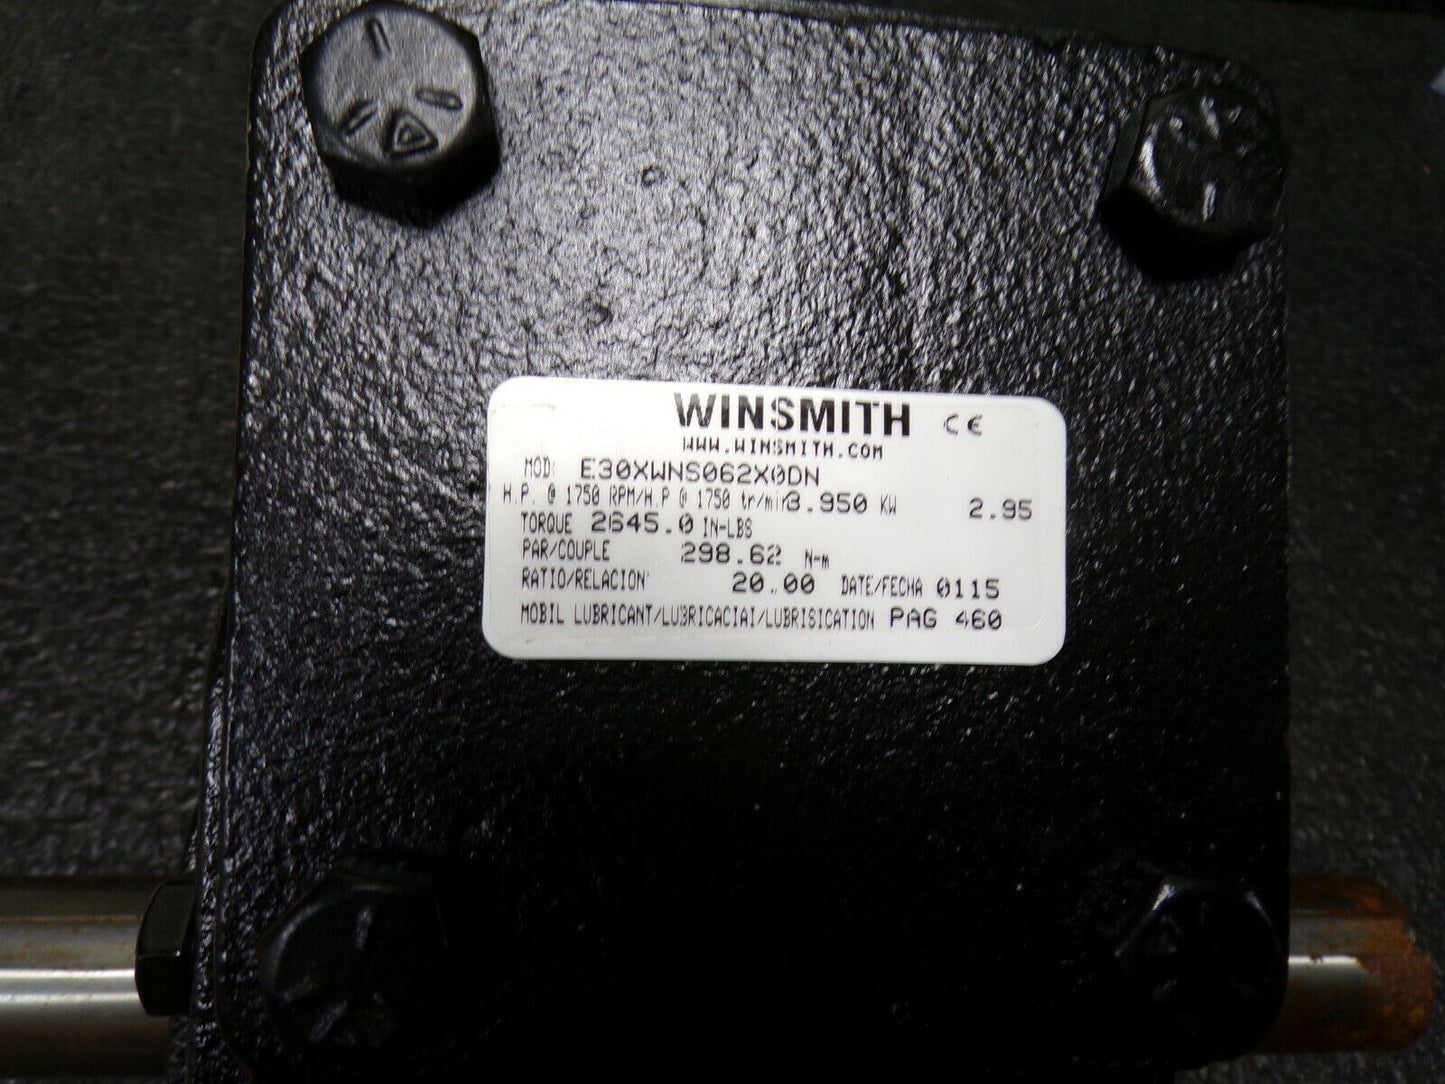 WINSMITH CE
WWW.WINSMITH.COM
MOD: E30XWNS062X0DN
H.P. @ 1750 RPM/H.P @ 1750 tr/min 3.950 KW 2.95
TORQUE 2645.0 IN-LBS
PAR/COUPLE 298.62 N-m
RATIO/RELACION 20.00 DATE/FECHA 0115
MOBIL LUBRICANT/LUBRICACIAI/LUBRISICATION PAG 460